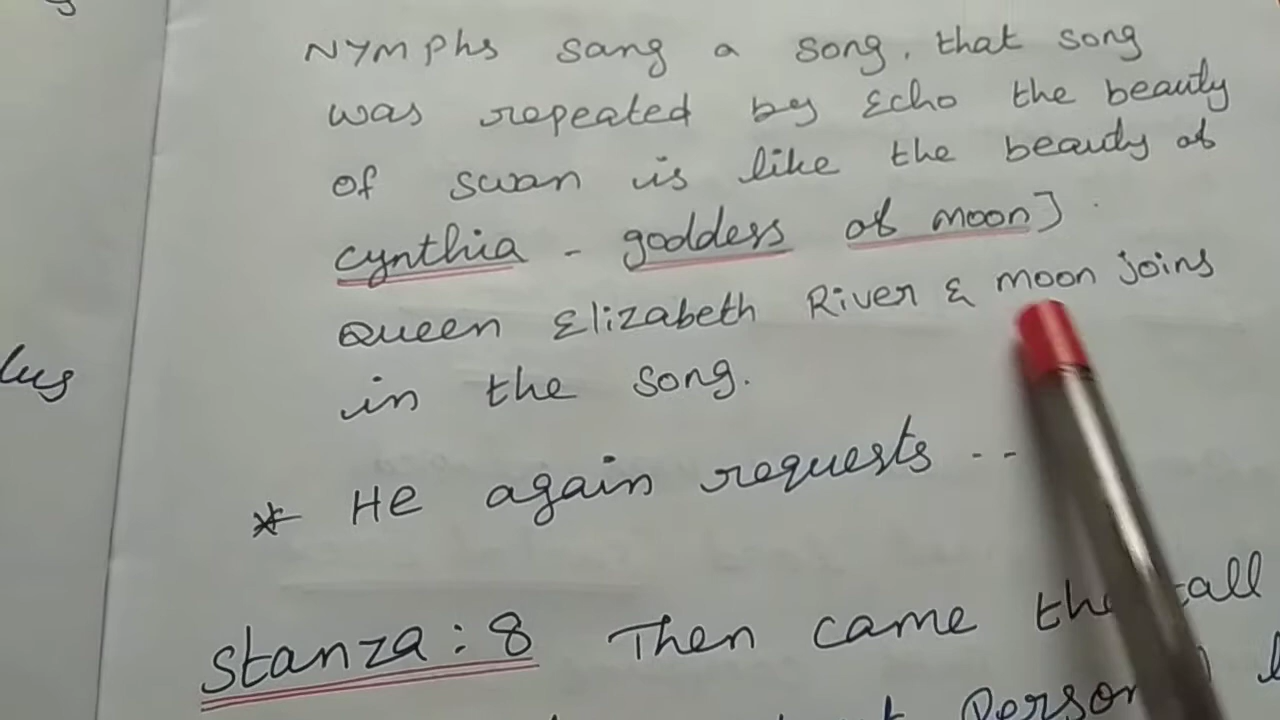 Nymphs sang a song. that song
was repeated by Echo the beauty
of swan is like the beauty of
cynthia - goddess of moon]
Queen Elizabeth River & moon joins
in the song.
* He again requests ..
Stanza: 8 Then came the tall
Person